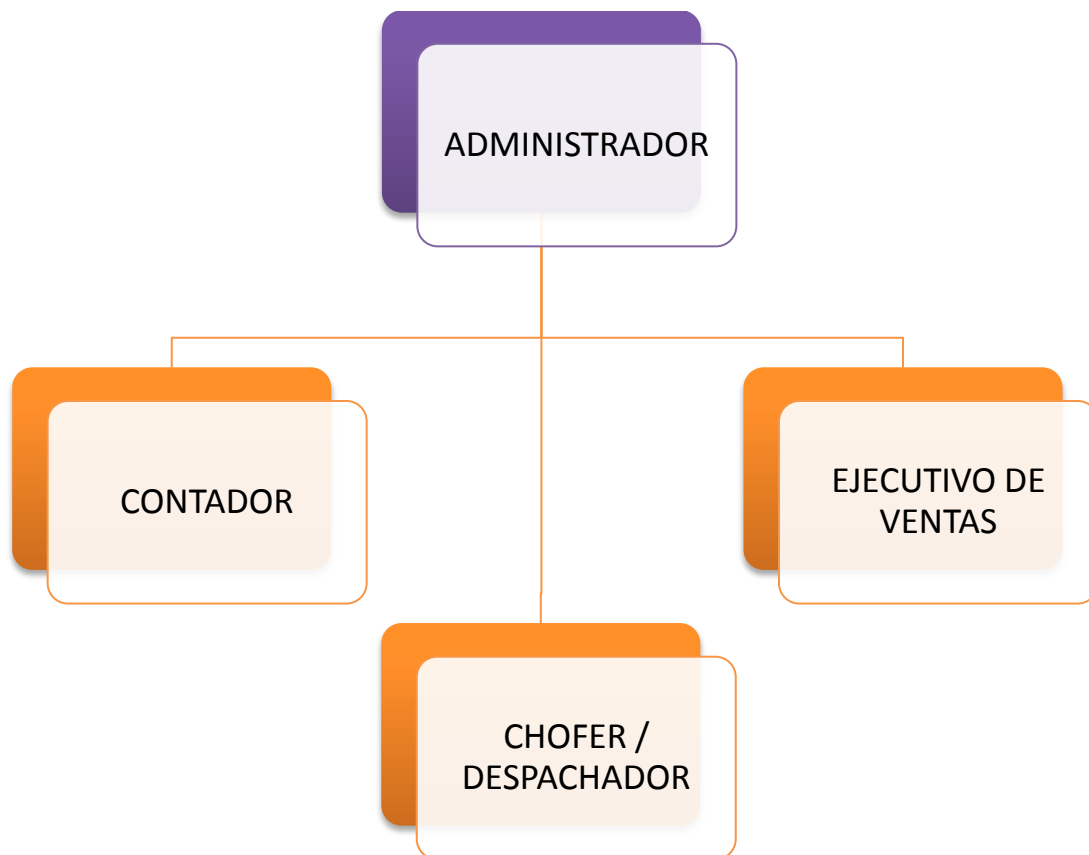 ADMINISTRADOR
CONTADOR
EJECUTIVO DE
VENTAS
CHOFER /
DESPACHADOR